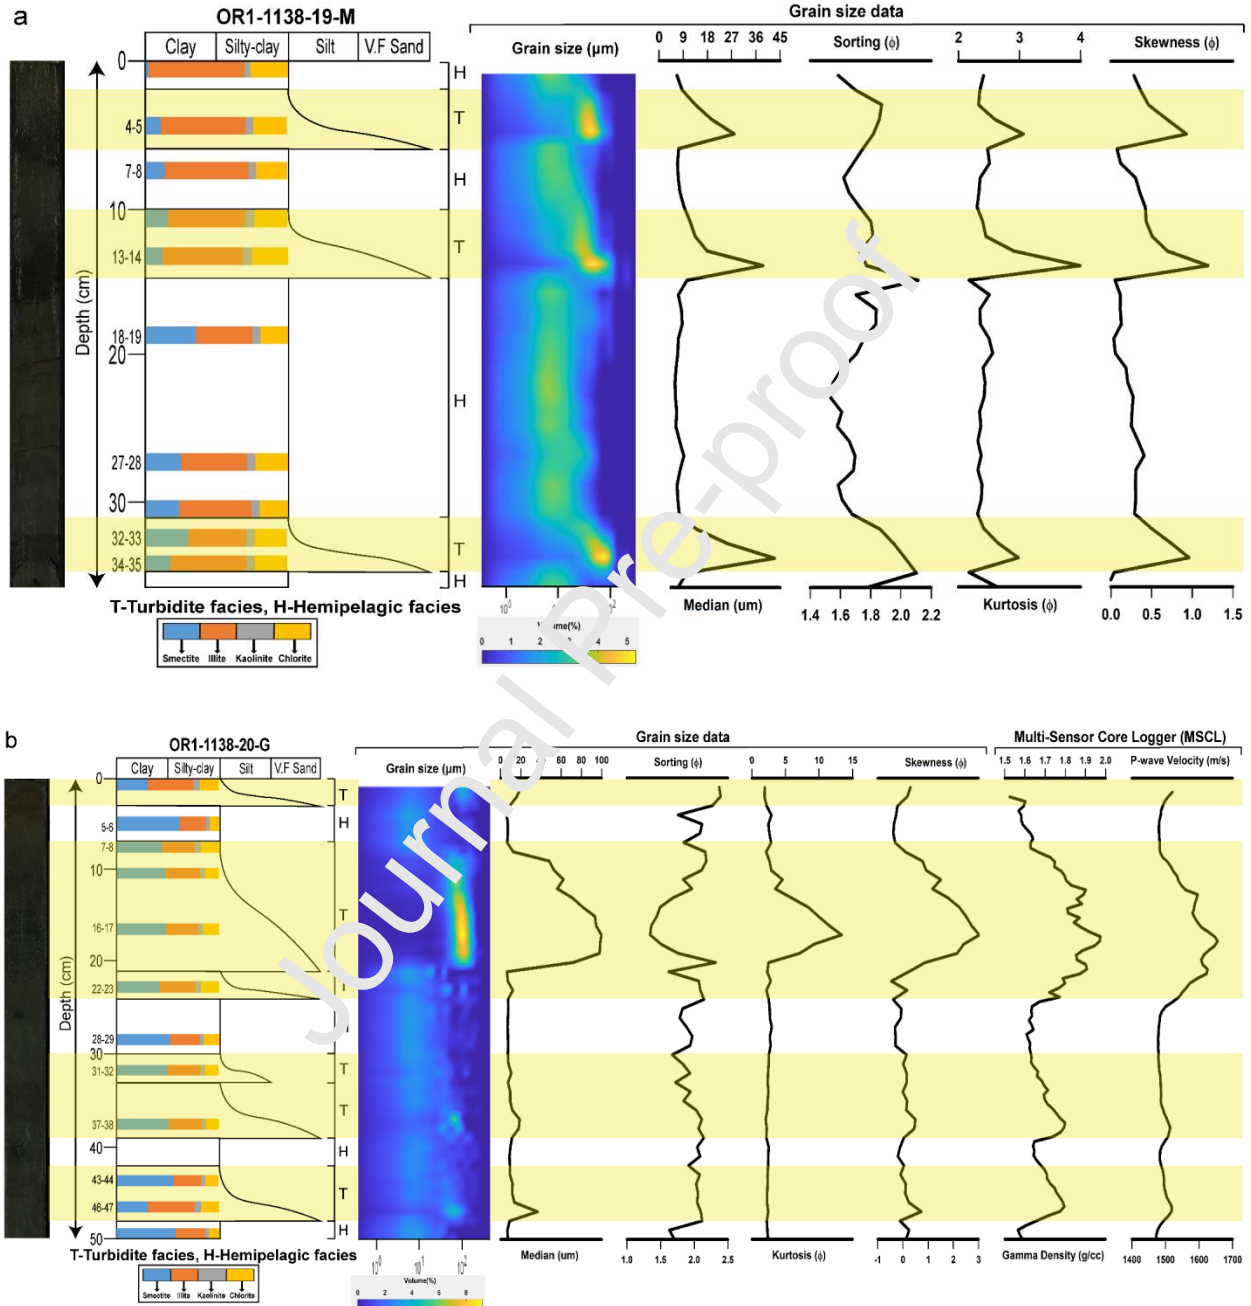 a
OR1-1138-19-M
Grain size data
Clay
Silty-clay
Silt
V.F Sand
Grain size (µm)
0 9 18 27 36 45
Sorting (ϕ)
2 3 4
Skewness (ϕ)
0
4-5
7-8
10
13-14
18-19
20
27-28
30
32-33
34-35
Depth (cm)
H
T
H
T
H
T
H
T-Turbidite facies, H-Hemipelagic facies
Smectite Illite Kaolinite Chlorite
10⁰
Volume(%)
0 1 2 3 4 5
Median (um)
1.4 1.6 1.8 2.0 2.2
Kurtosis (ϕ)
0.0 0.5 1.0 1.5
Journal Pre-proof
b
OR1-1138-20-G
Grain size data
Multi-Sensor Core Logger (MSCL)
Clay
Silty-clay
Silt
V.F Sand
Grain size (µm)
0 20 40 60 80 100
Sorting (ϕ)
0 5 10 15
Skewness (ϕ)
1.5 1.6 1.7 1.8 1.9 2.0
P-wave Velocity (m/s)
0
5-6
7-8
10
16-17
20
22-23
28-29
30
31-32
37-38
40
43-44
46-47
50
Depth (cm)
T
H
T
T
T
T
H
T
H
T-Turbidite facies, H-Hemipelagic facies
Smectite Illite Kaolinite Chlorite
10⁰ 10¹ 10²
Volume(%)
0 2 4 6 8
Median (um)
1.0 1.5 2.0 2.5
Kurtosis (ϕ)
-1 0 1 2 3
Gamma Density (g/cc)
1400 1500 1600 1700